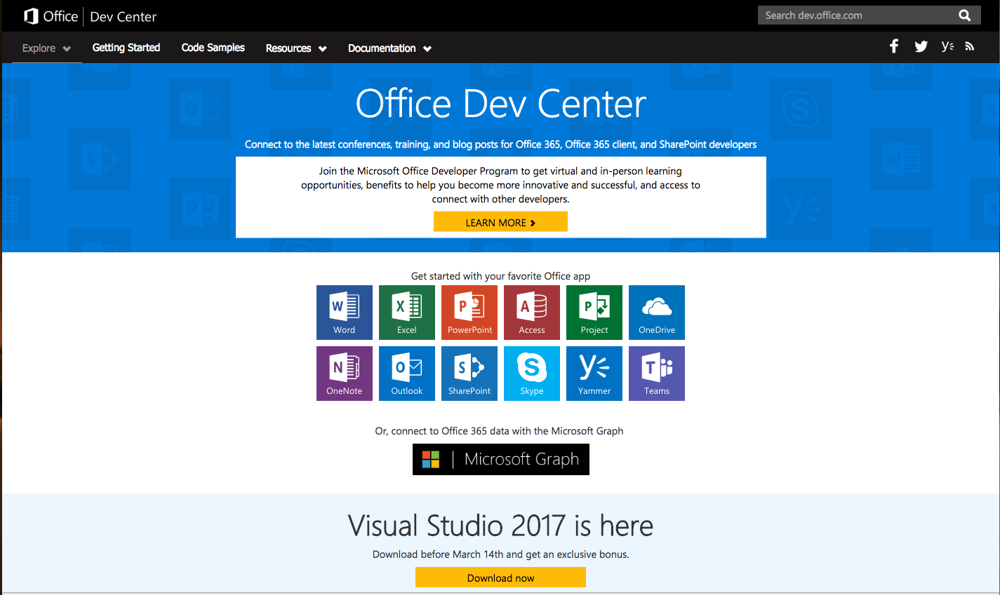 Office | Dev Center
Search dev.office.com
Explore
Getting Started
Code Samples
Resources
Documentation
Office Dev Center
Connect to the latest conferences, training, and blog posts for Office 365, Office 365 client, and SharePoint developers
Join the Microsoft Office Developer Program to get virtual and in-person learning
opportunities, benefits to help you become more innovative and successful, and access to
connect with other developers.
LEARN MORE
Get started with your favorite Office app
Word
Excel
PowerPoint
Access
Project
OneDrive
OneNote
Outlook
SharePoint
Skype
Yammer
Teams
Or, connect to Office 365 data with the Microsoft Graph
Microsoft Graph
Visual Studio 2017 is here
Download before March 14th and get an exclusive bonus.
Download now